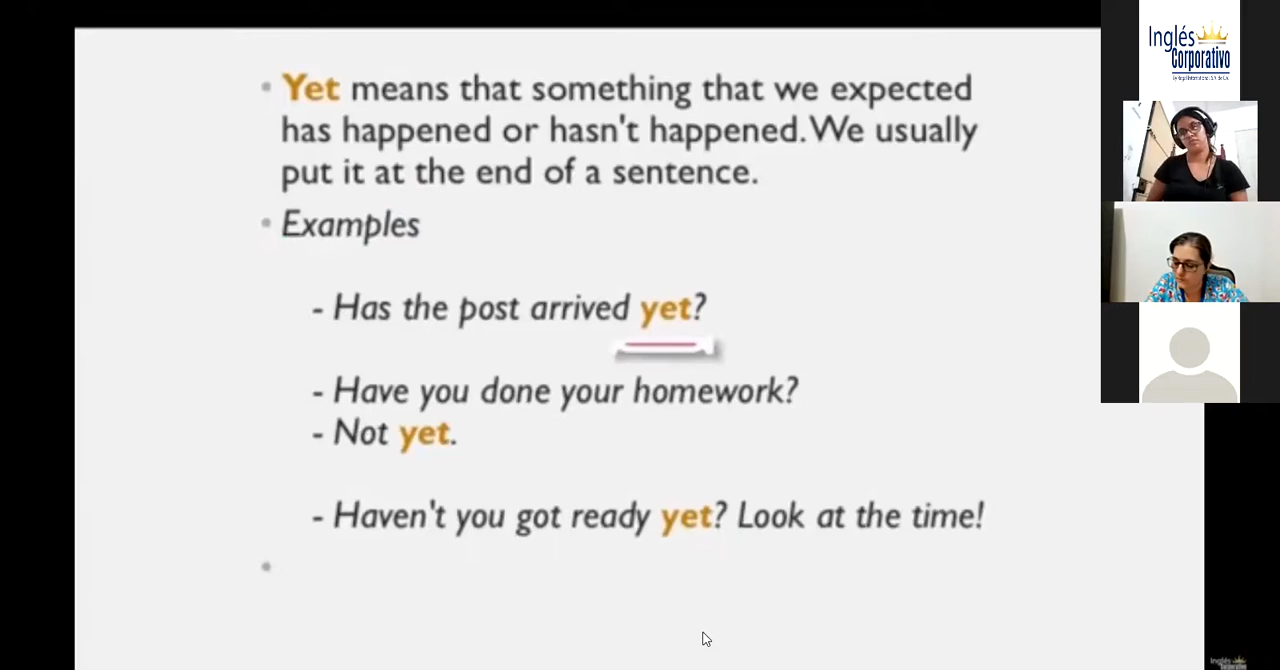 Yet means that something that we expected
has happened or hasn't happened. We usually
put it at the end of a sentence.
Examples
- Has the post arrived yet?
- Have you done your homework?
- Not yet.
- Haven't you got ready yet? Look at the time!
Inglés
Corporativo
Inglés
Corporativo